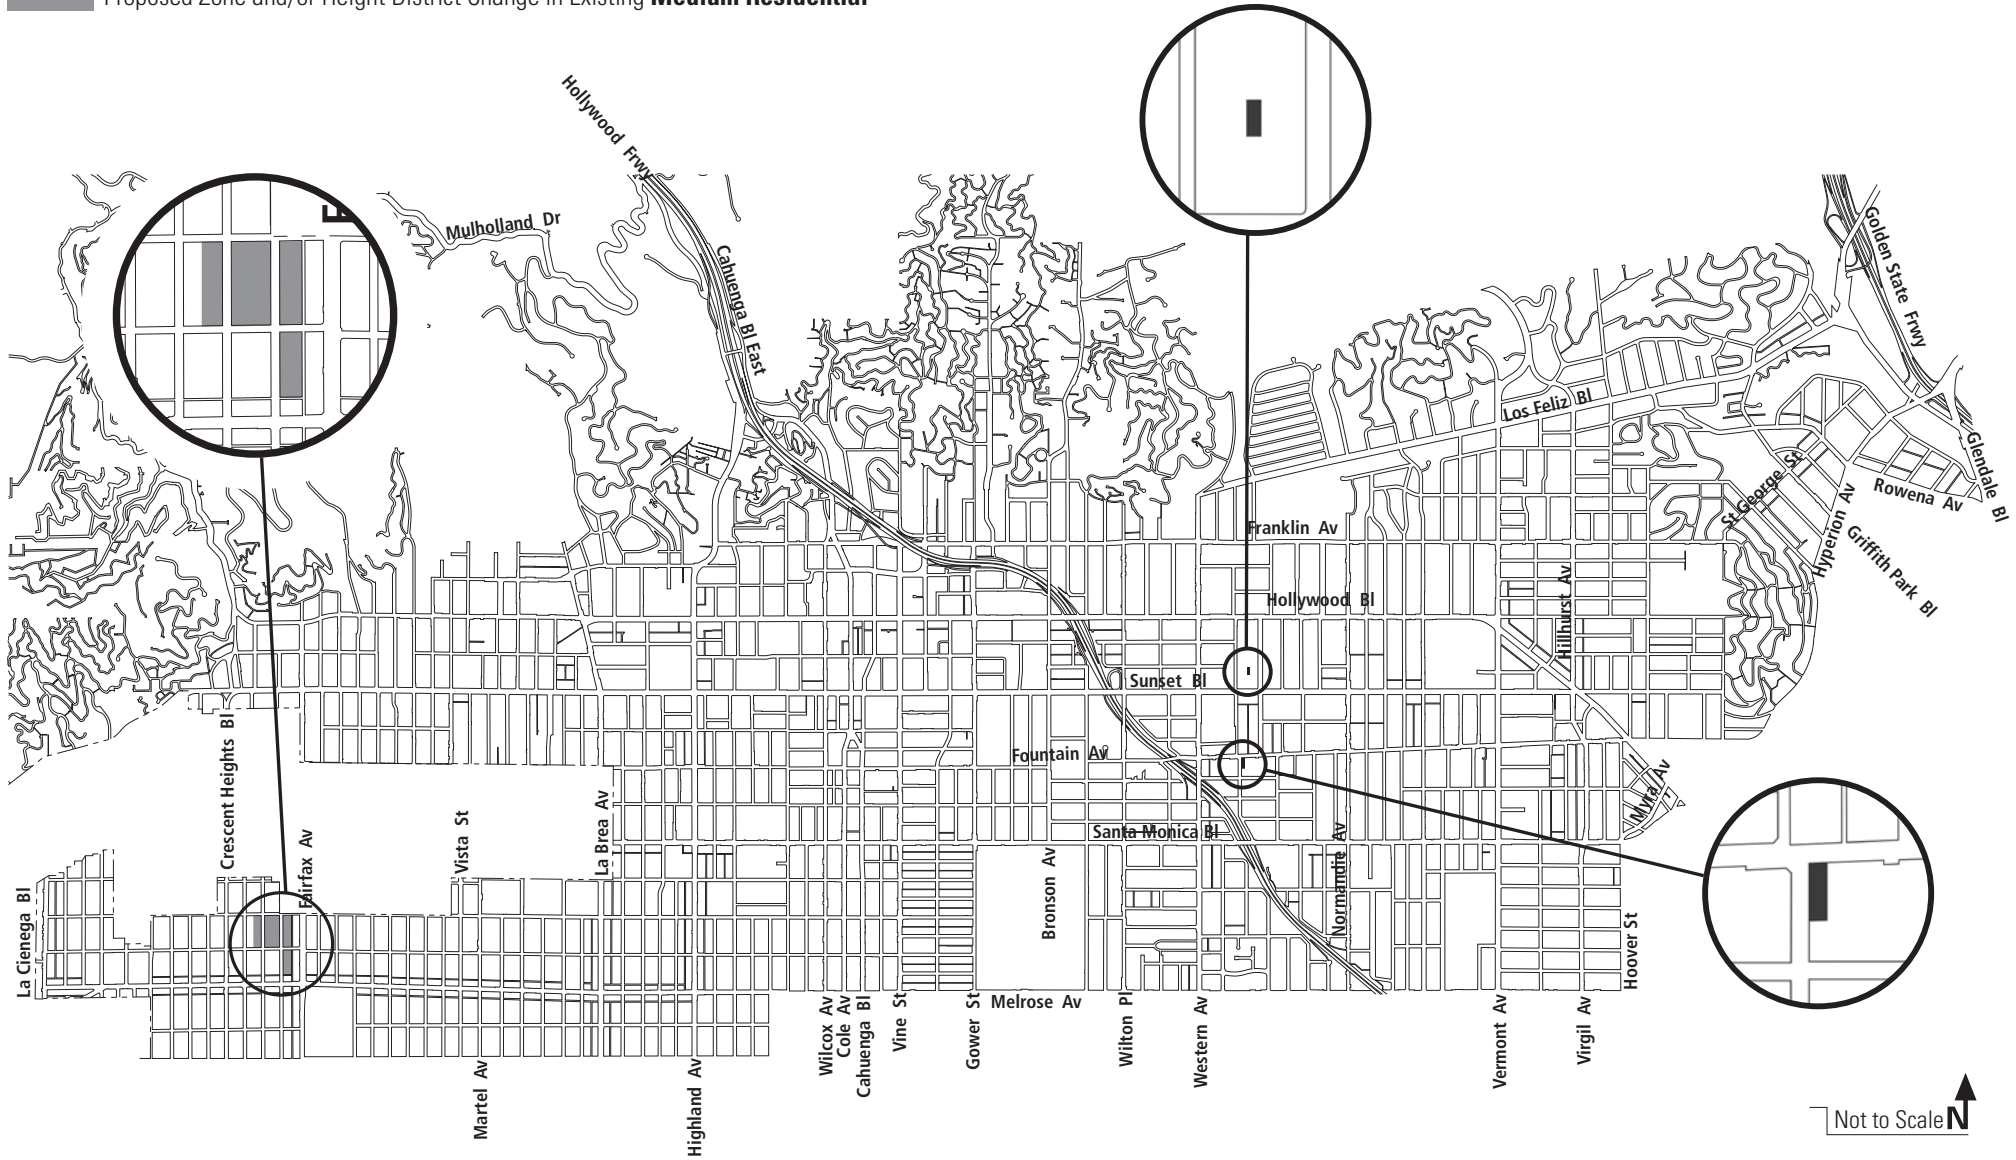 Proposed Zone and/or Height District Change in Existing Medium Residential
Hollywood Frwy
Mulholland Dr
Cahuenga Bl East
Golden State Frwy
Los Feliz Bl
Glendale Bl
St George St
Rowena Av
Hyperion Av
Griffith Park Bl
Franklin Av
Hollywood Bl
Hillhurst Av
Sunset Bl
Fountain Av
Crescent Heights Bl
Fairfax Av
Vista St
La Brea Av
Santa Monica Bl
Myra Av
Normandie Av
La Cienega Bl
Bronson Av
Hoover St
Melrose Av
Wilcox Av
Cole Av
Cahuenga Bl
Vine St
Gower St
Wilton Pl
Western Av
Vermont Av
Virgil Av
Martel Av
Highland Av
Not to Scale N